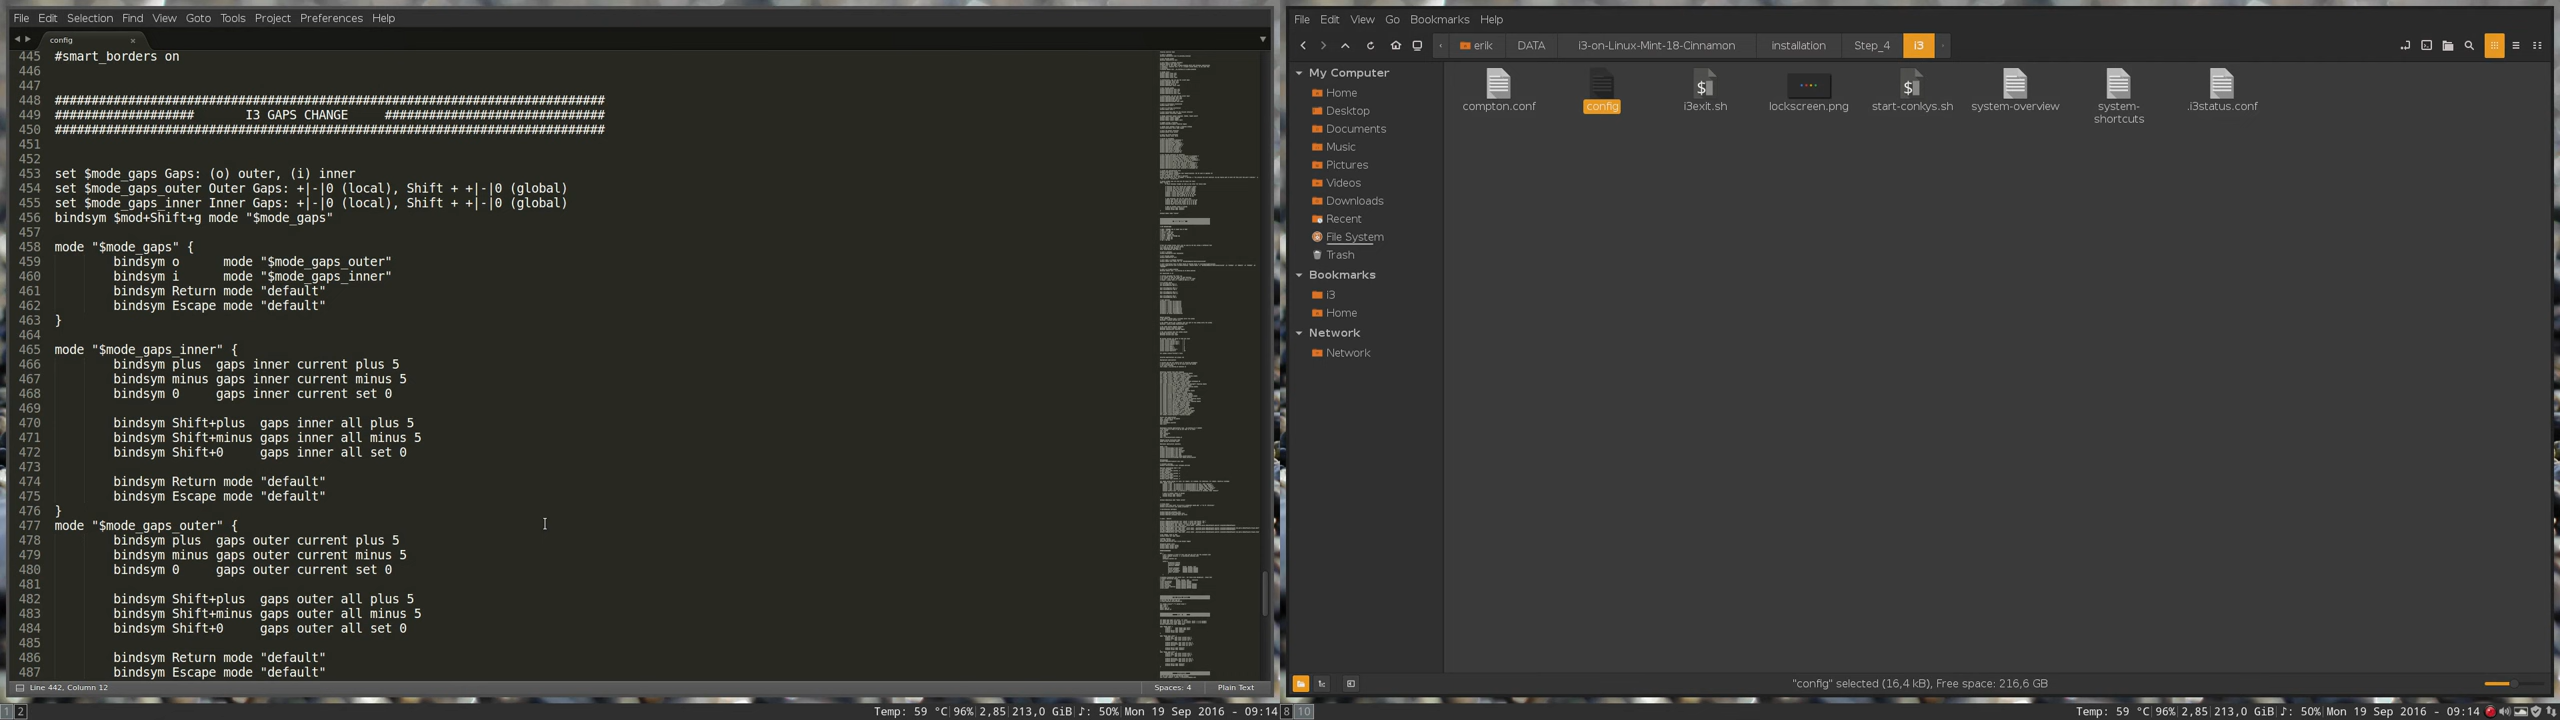 File Edit Selection Find View Goto Tools Project Preferences Help
config
445 #smart_borders on
446
447
448 ###########################################################################
449 ################### I3 GAPS CHANGE ##############################
450 ###########################################################################
451
452
453 set $mode_gaps Gaps: (o) outer, (i) inner
454 set $mode_gaps_outer Outer Gaps: +|-|0 (local), Shift + +|-|0 (global)
455 set $mode_gaps_inner Inner Gaps: +|-|0 (local), Shift + +|-|0 (global)
456 bindsym $mod+Shift+g mode "$mode_gaps"
457
458 mode "$mode_gaps" {
459 bindsym o mode "$mode_gaps_outer"
460 bindsym i mode "$mode_gaps_inner"
461 bindsym Return mode "default"
462 bindsym Escape mode "default"
463 }
464
465 mode "$mode_gaps_inner" {
466 bindsym plus gaps inner current plus 5
467 bindsym minus gaps inner current minus 5
468 bindsym 0 gaps inner current set 0
469
470 bindsym Shift+plus gaps inner all plus 5
471 bindsym Shift+minus gaps inner all minus 5
472 bindsym Shift+0 gaps inner all set 0
473
474 bindsym Return mode "default"
475 bindsym Escape mode "default"
476 }
477 mode "$mode_gaps_outer" {
478 bindsym plus gaps outer current plus 5
479 bindsym minus gaps outer current minus 5
480 bindsym 0 gaps outer current set 0
481
482 bindsym Shift+plus gaps outer all plus 5
483 bindsym Shift+minus gaps outer all minus 5
484 bindsym Shift+0 gaps outer all set 0
485
486 bindsym Return mode "default"
487 bindsym Escape mode "default"
Line 442, Column 12 Spaces: 4 Plain Text
1 2 Temp: 59 °C 96% 2,85 213,0 GiB ♪: 50% Mon 19 Sep 2016 - 09:14
File Edit View Go Bookmarks Help
erik DATA i3-on-Linux-Mint-18-Cinnamon installation Step_4 i3
My Computer
Home
Desktop
Documents
Music
Pictures
Videos
Downloads
Recent
File System
Trash
Bookmarks
i3
Home
Network
Network
compton.conf config i3exit.sh lockscreen.png start-conkys.sh system-overview system-shortcuts .i3status.conf
"config" selected (16,4 kB), Free space: 216,6 GB
8 10 Temp: 59 °C 96% 2,85 213,0 GiB ♪: 50% Mon 19 Sep 2016 - 09:14